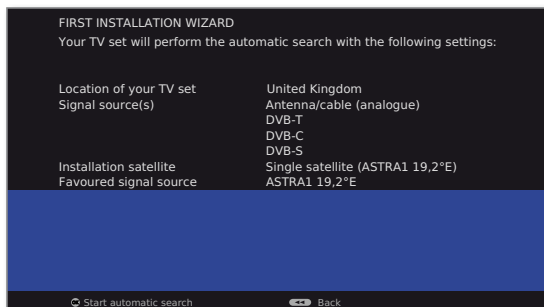 FIRST INSTALLATION WIZARD
Your TV set will perform the automatic search with the following settings:
Location of your TV set United Kingdom
Signal source(s) Antenna/cable (analogue)
DVB-T
DVB-C
DVB-S
Installation satellite Single satellite (ASTRA1 19,2°E)
Favoured signal source ASTRA1 19,2°E
OK Start automatic search Back